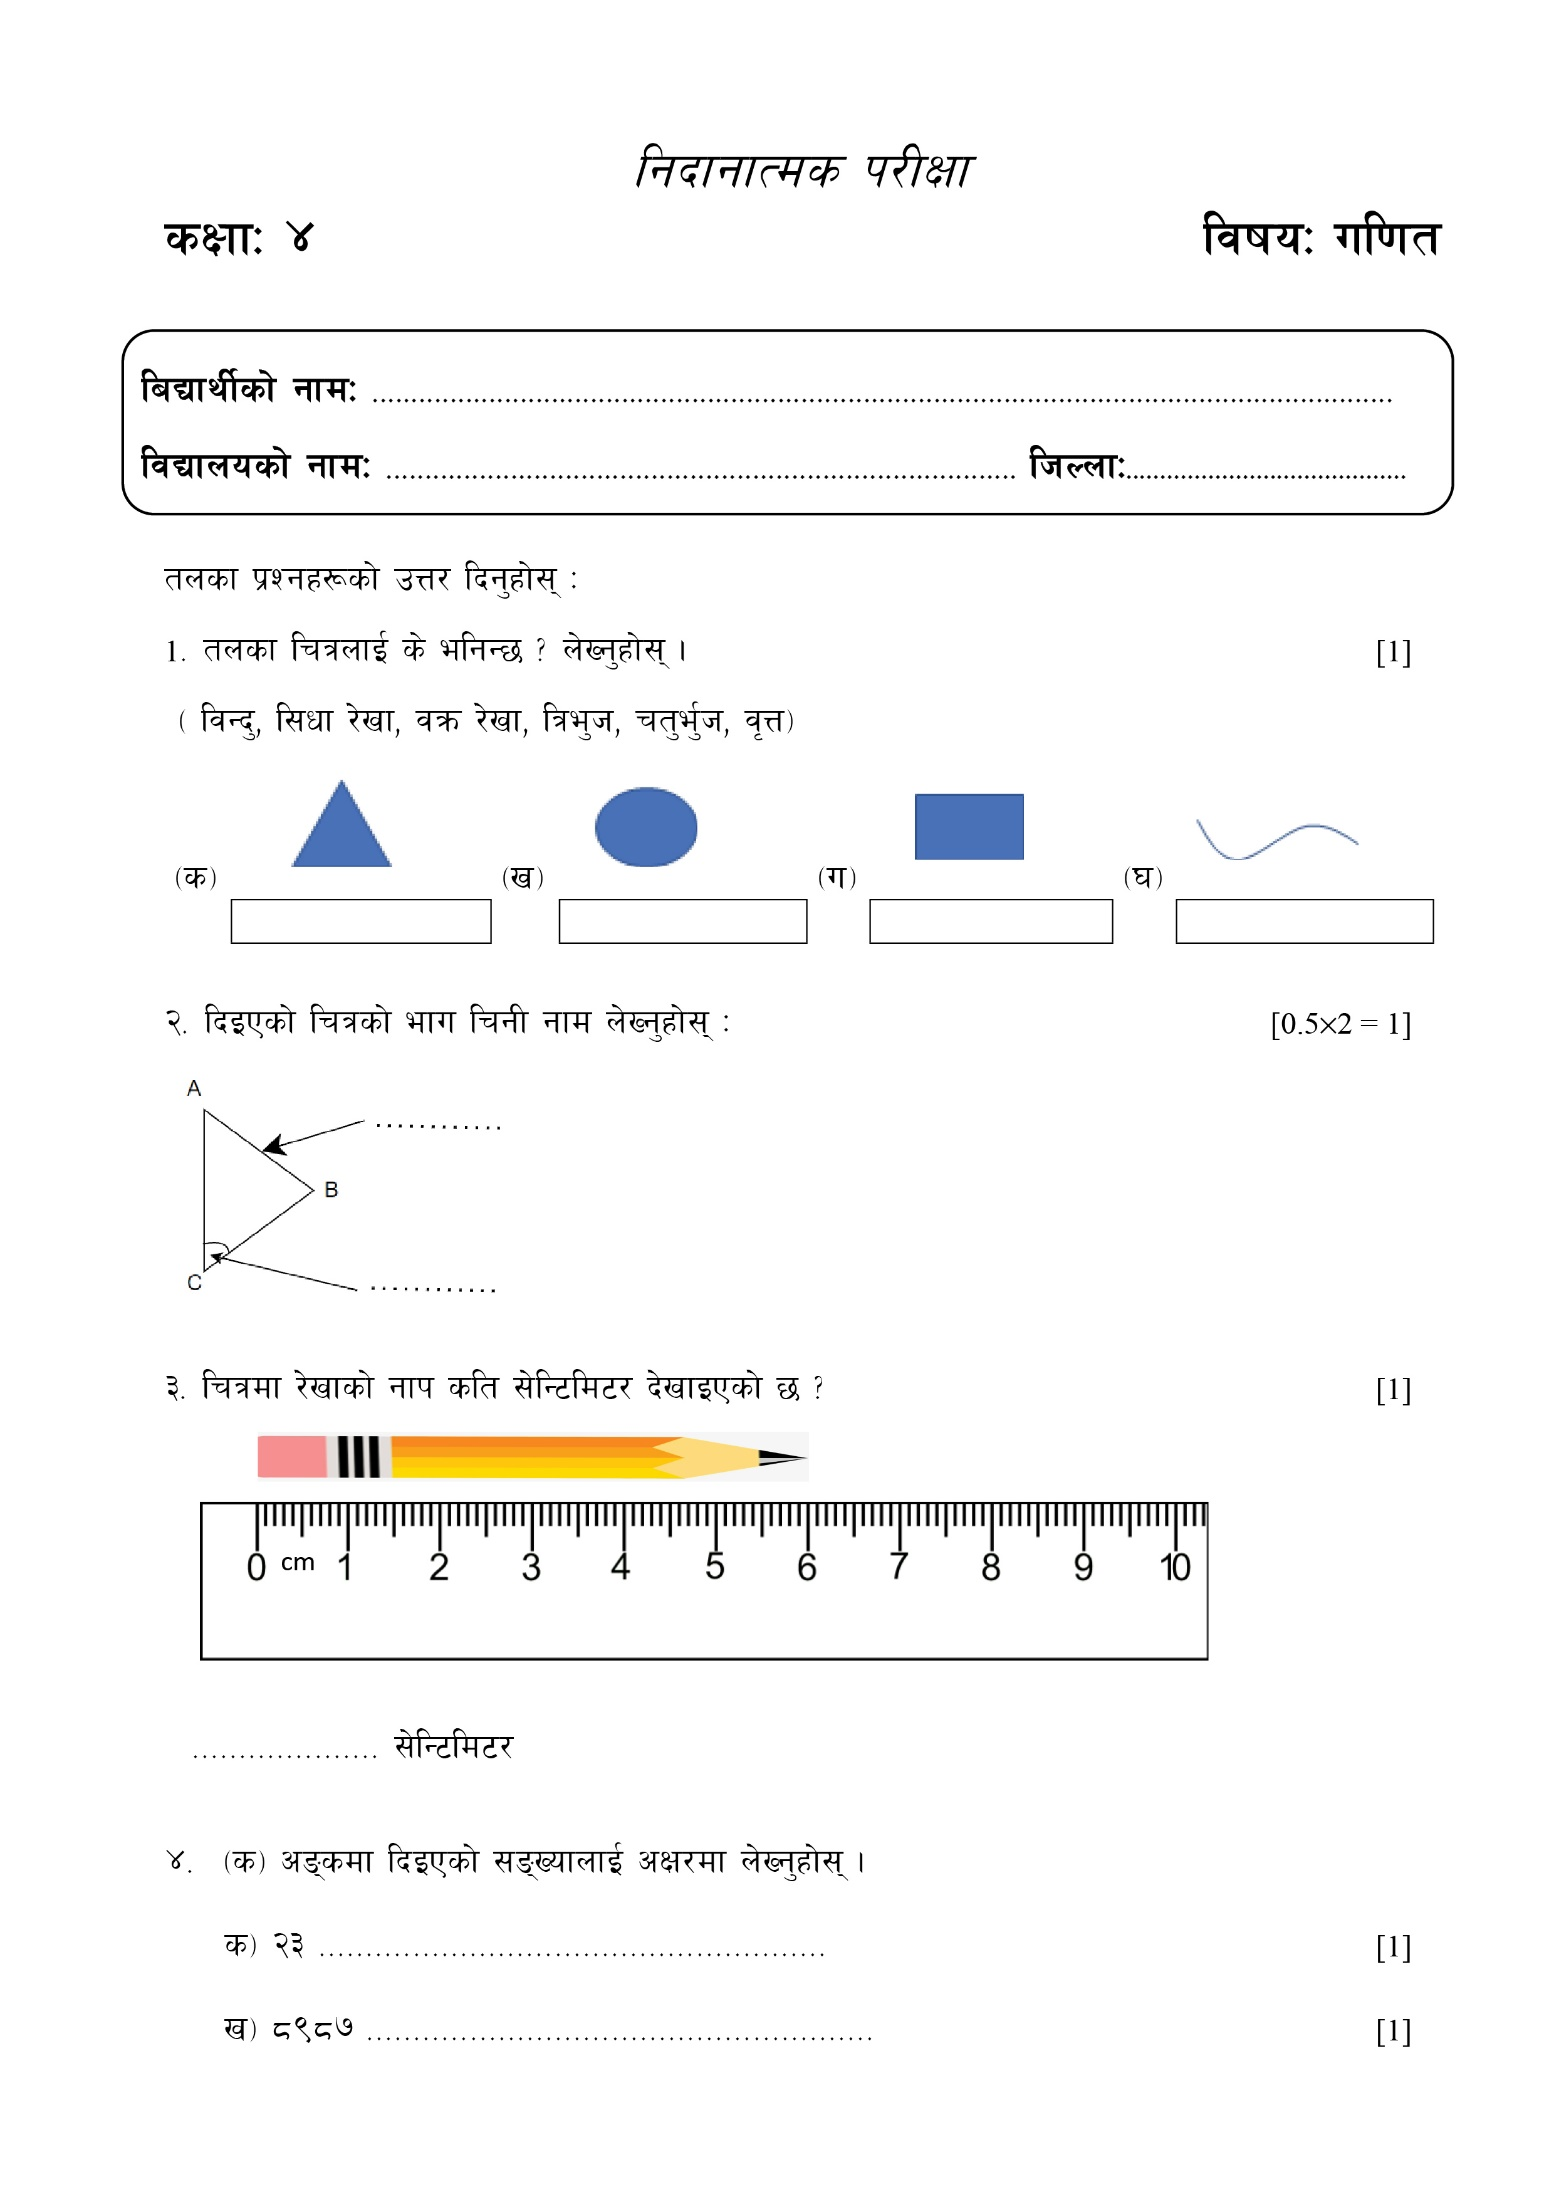 निदानात्मक परीक्षा
कक्षाः ४ विषयः गणित
बिद्यार्थीको नामः ........................................................................................................................................
विद्यालयको नामः .................................................................................... जिल्लाः.........................................
तलका प्रश्नहरूको उत्तर दिनुहोस् :
1. तलका चित्रलाई के भनिन्छ ? लेख्नुहोस् । [1]
( विन्दु, सिधा रेखा, वक्र रेखा, त्रिभुज, चतुर्भुज, वृत्त)
(क) (ख) (ग) (घ)
२. दिइएको चित्रको भाग चिनी नाम लेख्नुहोस् : [0.5×2 = 1]
A
............
B
C
............
३. चित्रमा रेखाको नाप कति सेन्टिमिटर देखाइएको छ ? [1]
0 cm 1 2 3 4 5 6 7 8 9 10
.................... सेन्टिमिटर
४. (क) अङ्कमा दिइएको सङ्ख्यालाई अक्षरमा लेख्नुहोस् ।
क) २३ ...................................................... [1]
ख) ८९८७ ...................................................... [1]